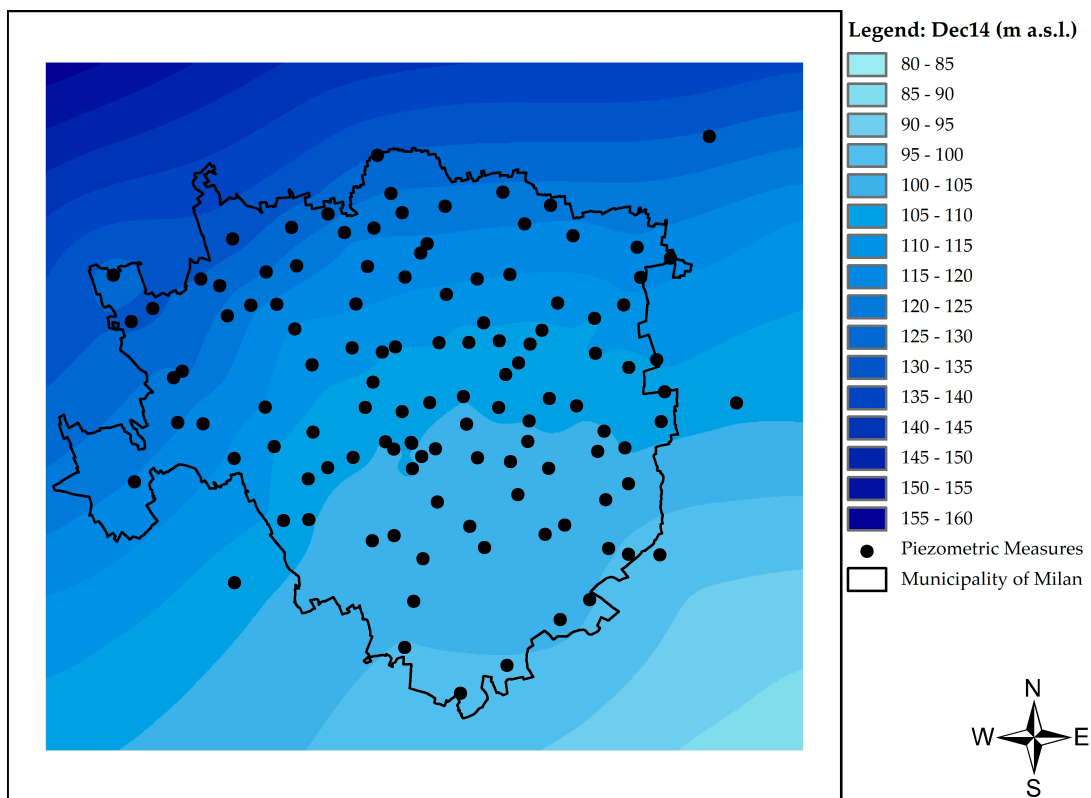 Legend: Dec14 (m a.s.l.)
80 - 85
85 - 90
90 - 95
95 - 100
100 - 105
105 - 110
110 - 115
115 - 120
120 - 125
125 - 130
130 - 135
135 - 140
140 - 145
145 - 150
150 - 155
155 - 160
Piezometric Measures
Municipality of Milan
N
W E
S